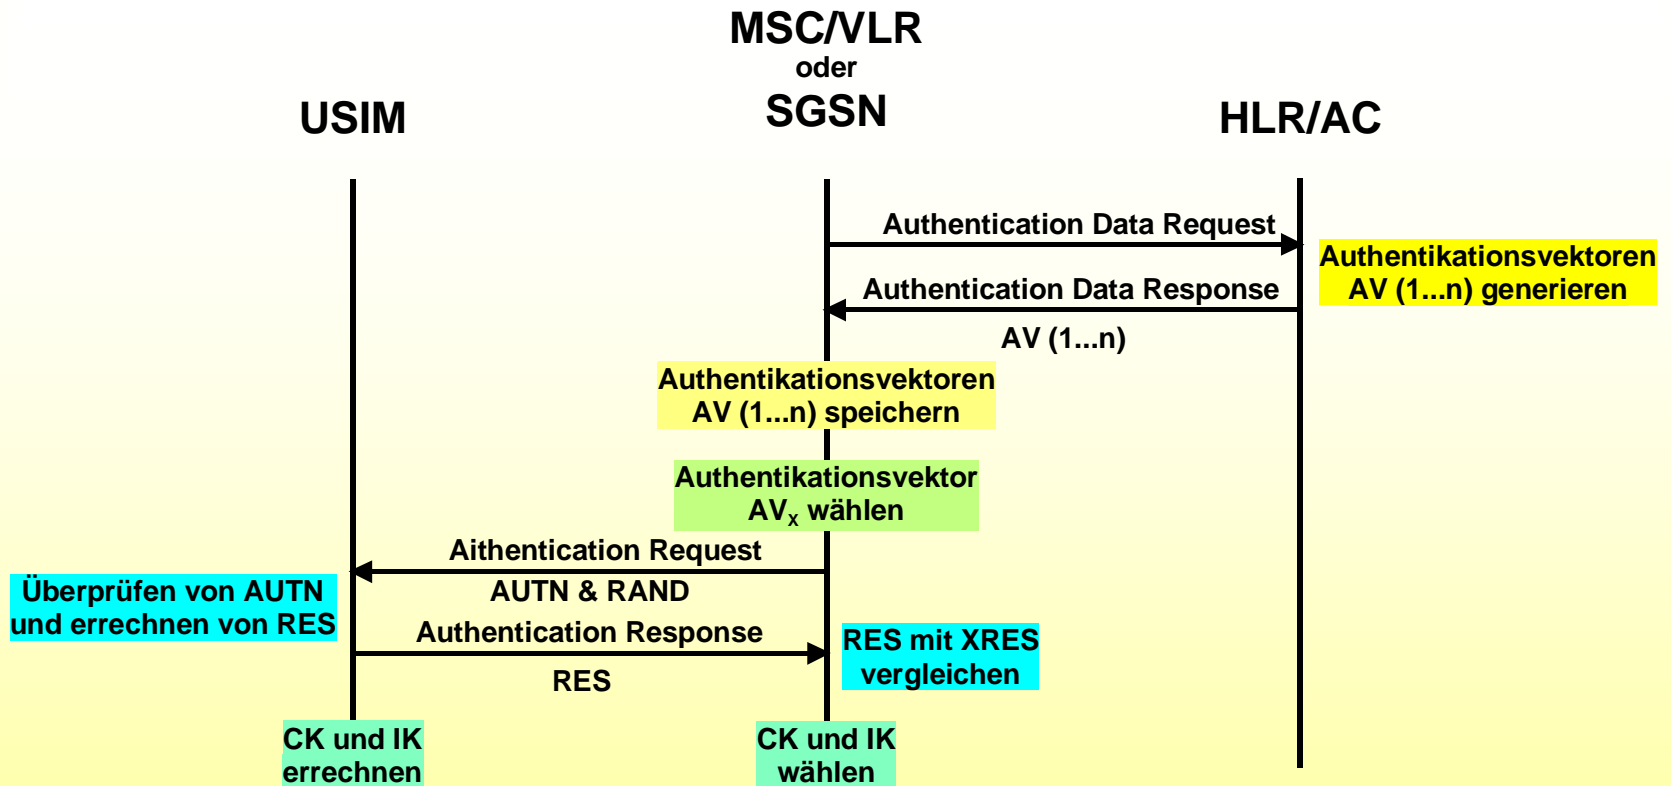 MSC/VLR
oder
SGSN
USIM
HLR/AC
Authentication Data Request
Authentikationsvektoren
AV (1...n) generieren
Authentication Data Response
AV (1...n)
Authentikationsvektoren
AV (1...n) speichern
Authentikationsvektor
AVx wählen
Aithentication Request
AUTN & RAND
Überprüfen von AUTN
und errechnen von RES
Authentication Response
RES
RES mit XRES
vergleichen
CK und IK
errechnen
CK und IK
wählen